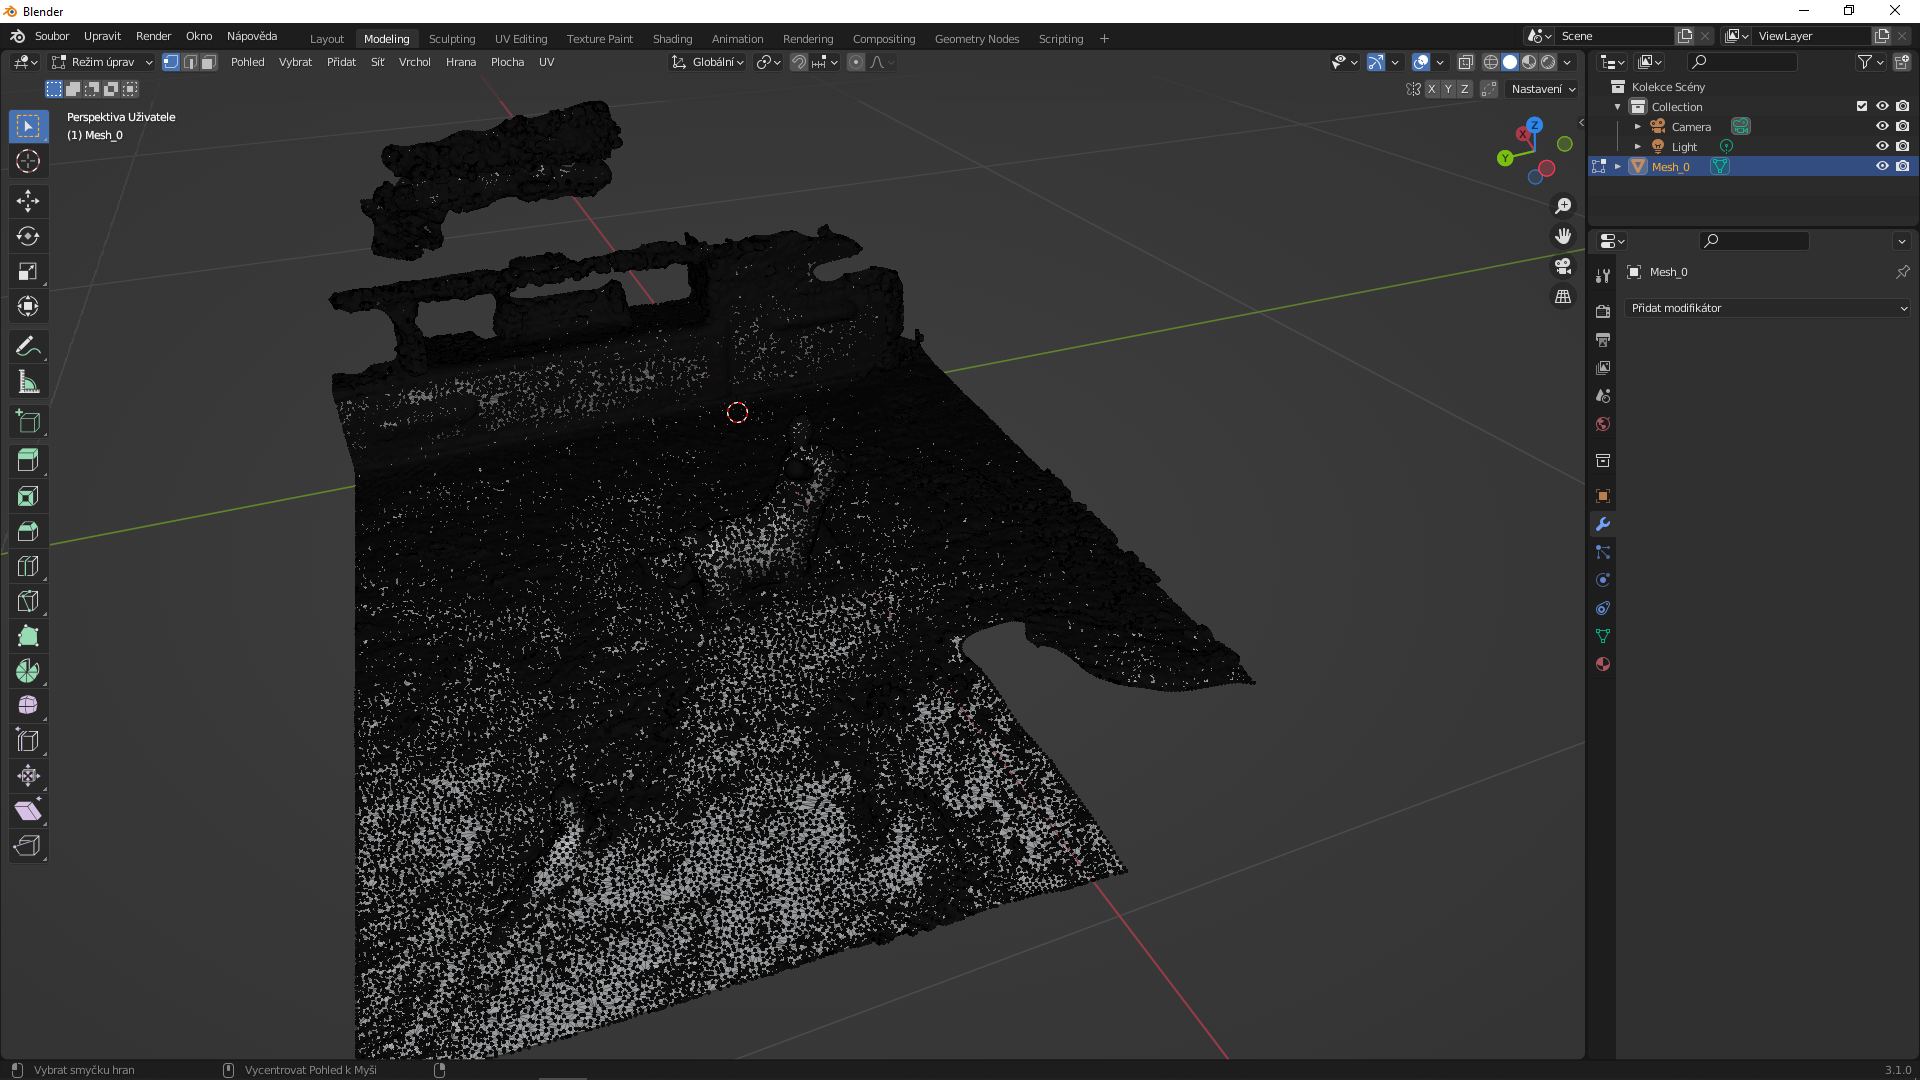 Blender
Soubor Upravit Render Okno Nápověda
Layout Modeling Sculpting UV Editing Texture Paint Shading Animation Rendering Compositing Geometry Nodes Scripting +
Scene
ViewLayer
Režim úprav
Pohled Vybrat Přidat Síť Vrchol Hrana Plocha UV
Globální
X Y Z
Nastavení
Perspektiva Uživatele
(1) Mesh_0
Z
X
Y
Kolekce Scény
Collection
Camera
Light
Mesh_0
Mesh_0
Přidat modifikátor
Vybrat smyčku hran
Vycentrovat Pohled k Myši
3.1.0